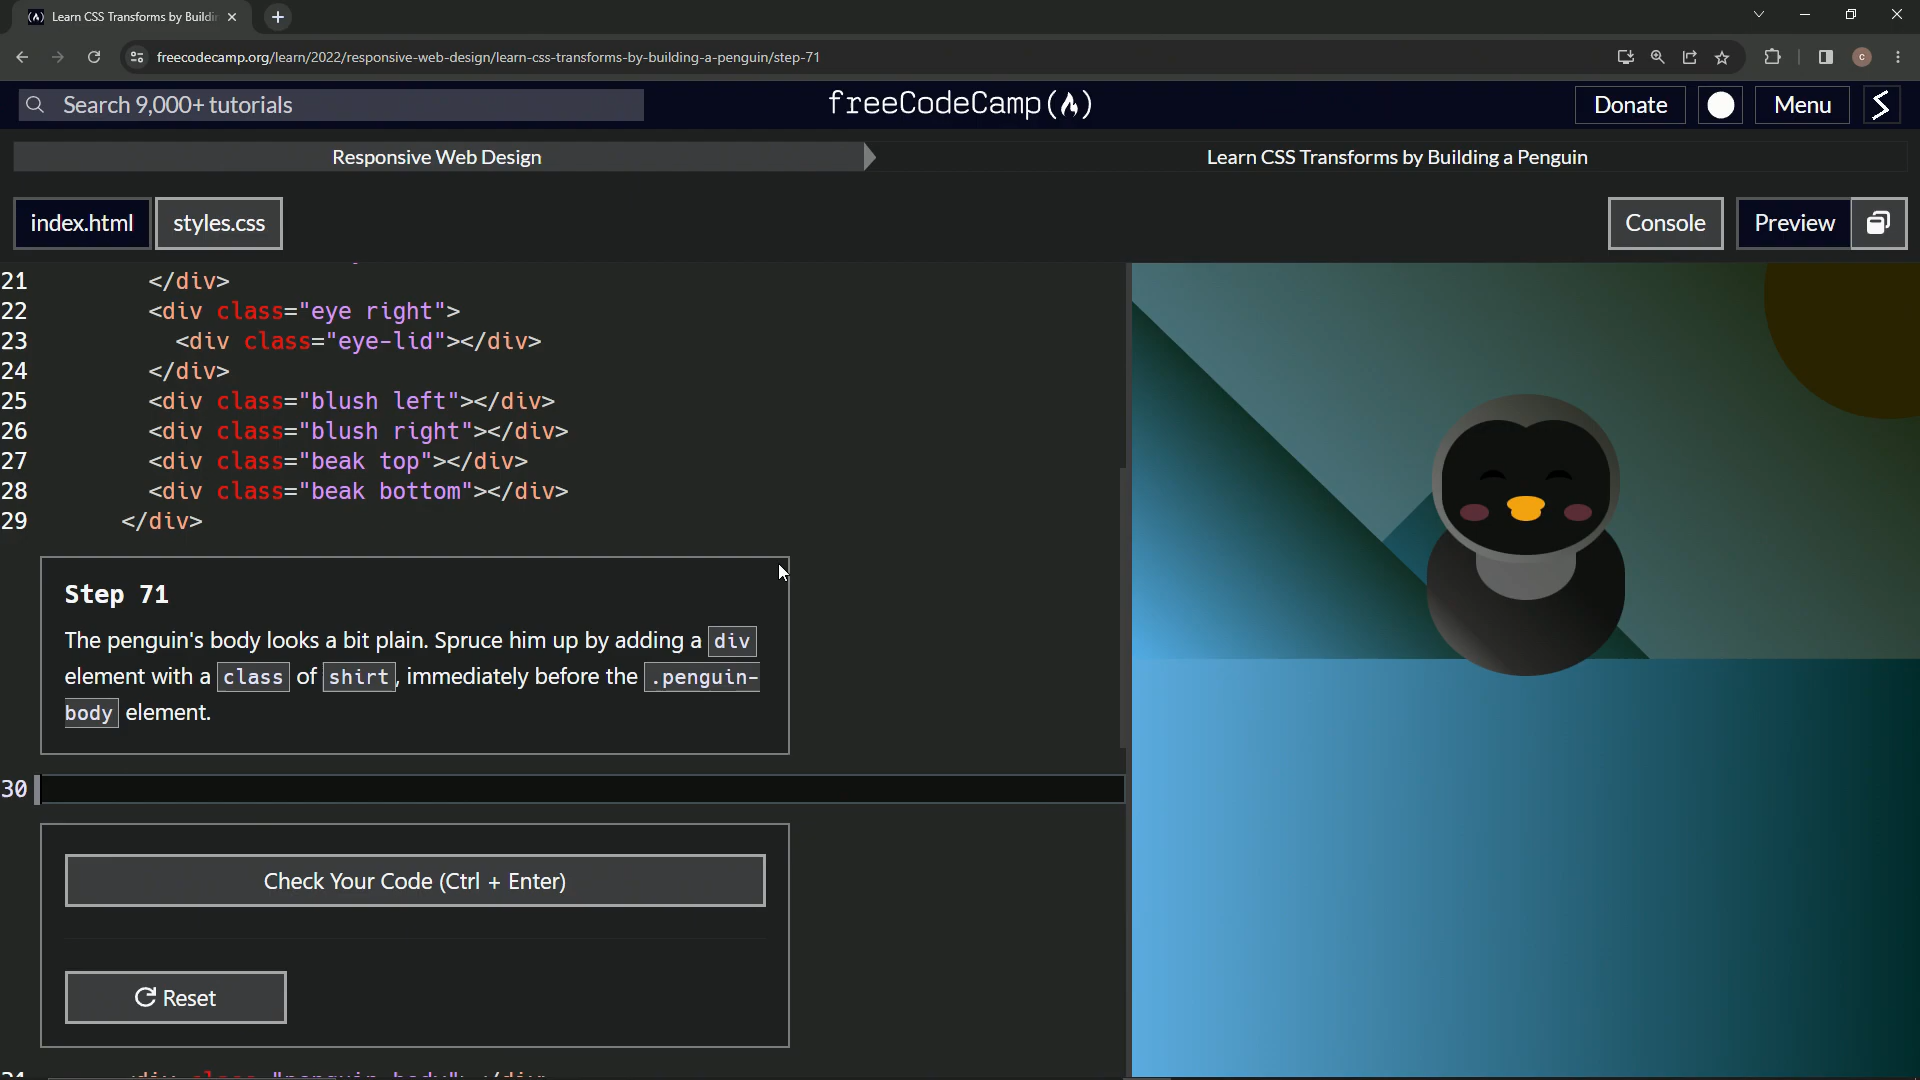 Learn CSS Transforms by Buildi
freecodecamp.org/learn/2022/responsive-web-design/learn-css-transforms-by-building-a-penguin/step-71
C
Search 9,000+ tutorials
freeCodeCamp
Donate
Menu
Responsive Web Design
Learn CSS Transforms by Building a Penguin
index.html
styles.css
Console
Preview
21 </div>
22 <div class="eye right">
23 <div class="eye-lid"></div>
24 </div>
25 <div class="blush left"></div>
26 <div class="blush right"></div>
27 <div class="beak top"></div>
28 <div class="beak bottom"></div>
29 </div>
Step 71
The penguin's body looks a bit plain. Spruce him up by adding a div
element with a class of shirt, immediately before the .penguin-
body element.
30
Check Your Code (Ctrl + Enter)
Reset